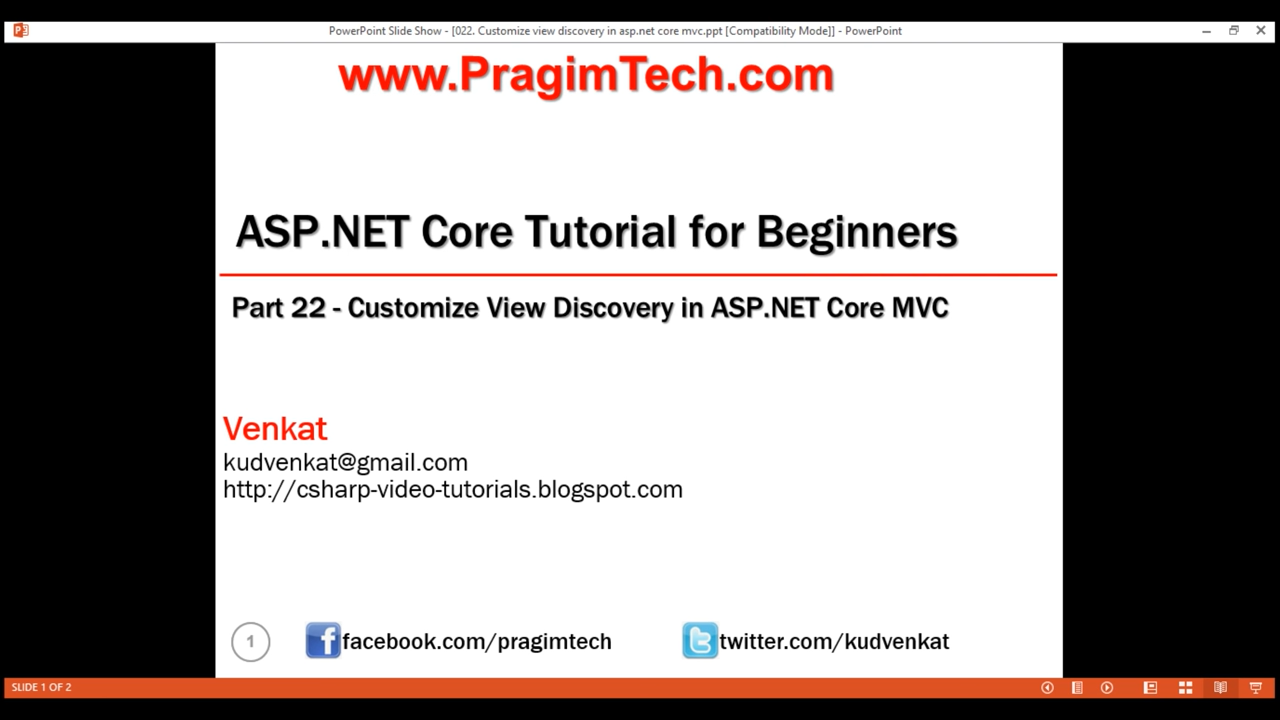 PowerPoint Slide Show - [022. Customize view discovery in asp.net core mvc.ppt [Compatibility Mode]] - PowerPoint
www.PragimTech.com
ASP.NET Core Tutorial for Beginners
Part 22 - Customize View Discovery in ASP.NET Core MVC
Venkat
kudvenkat@gmail.com
http://csharp-video-tutorials.blogspot.com
1
facebook.com/pragimtech
twitter.com/kudvenkat
SLIDE 1 OF 2